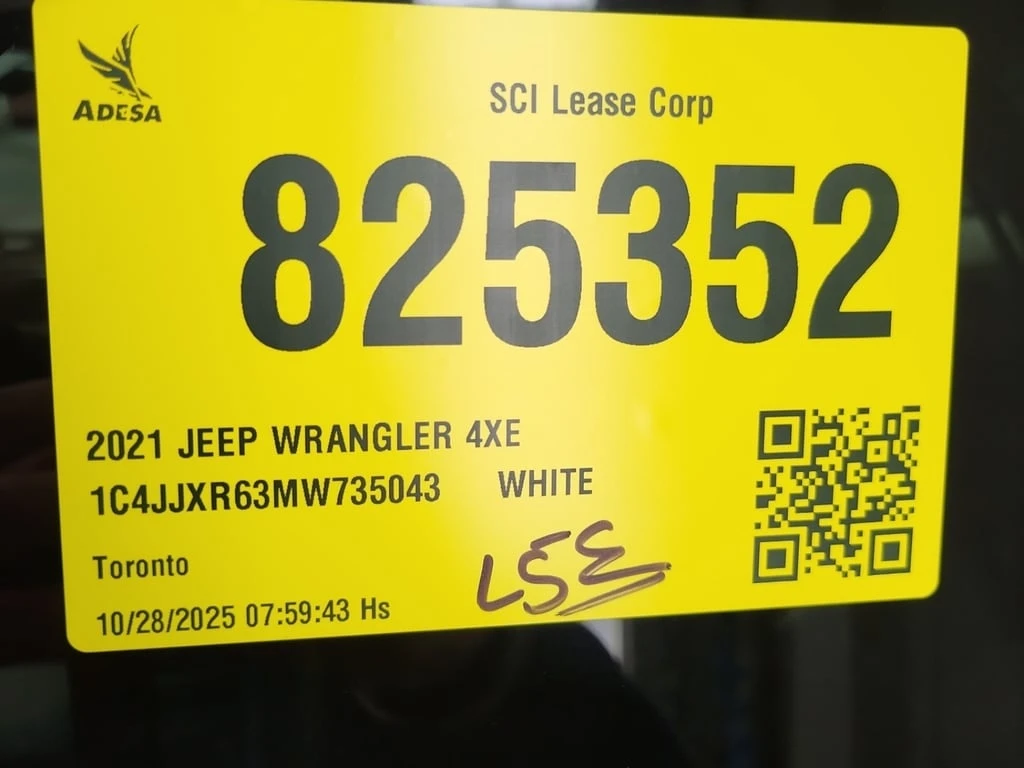 ADESA
SCI Lease Corp
825352
2021 JEEP WRANGLER 4XE
1C4JJXR63MW735043 WHITE
Toronto
10/28/2025 07:59:43 Hs